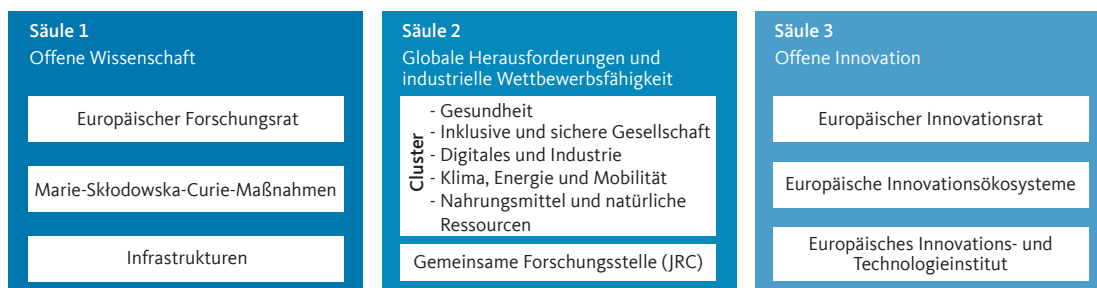 Säule 1
Offene Wissenschaft
Europäischer Forschungsrat
Marie-Skłodowska-Curie-Maßnahmen
Infrastrukturen
Säule 2
Globale Herausforderungen und
industrielle Wettbewerbsfähigkeit
Cluster
- Gesundheit
- Inklusive und sichere Gesellschaft
- Digitales und Industrie
- Klima, Energie und Mobilität
- Nahrungsmittel und natürliche
Ressourcen
Gemeinsame Forschungsstelle (JRC)
Säule 3
Offene Innovation
Europäischer Innovationsrat
Europäische Innovationsökosysteme
Europäisches Innovations- und
Technologieinstitut